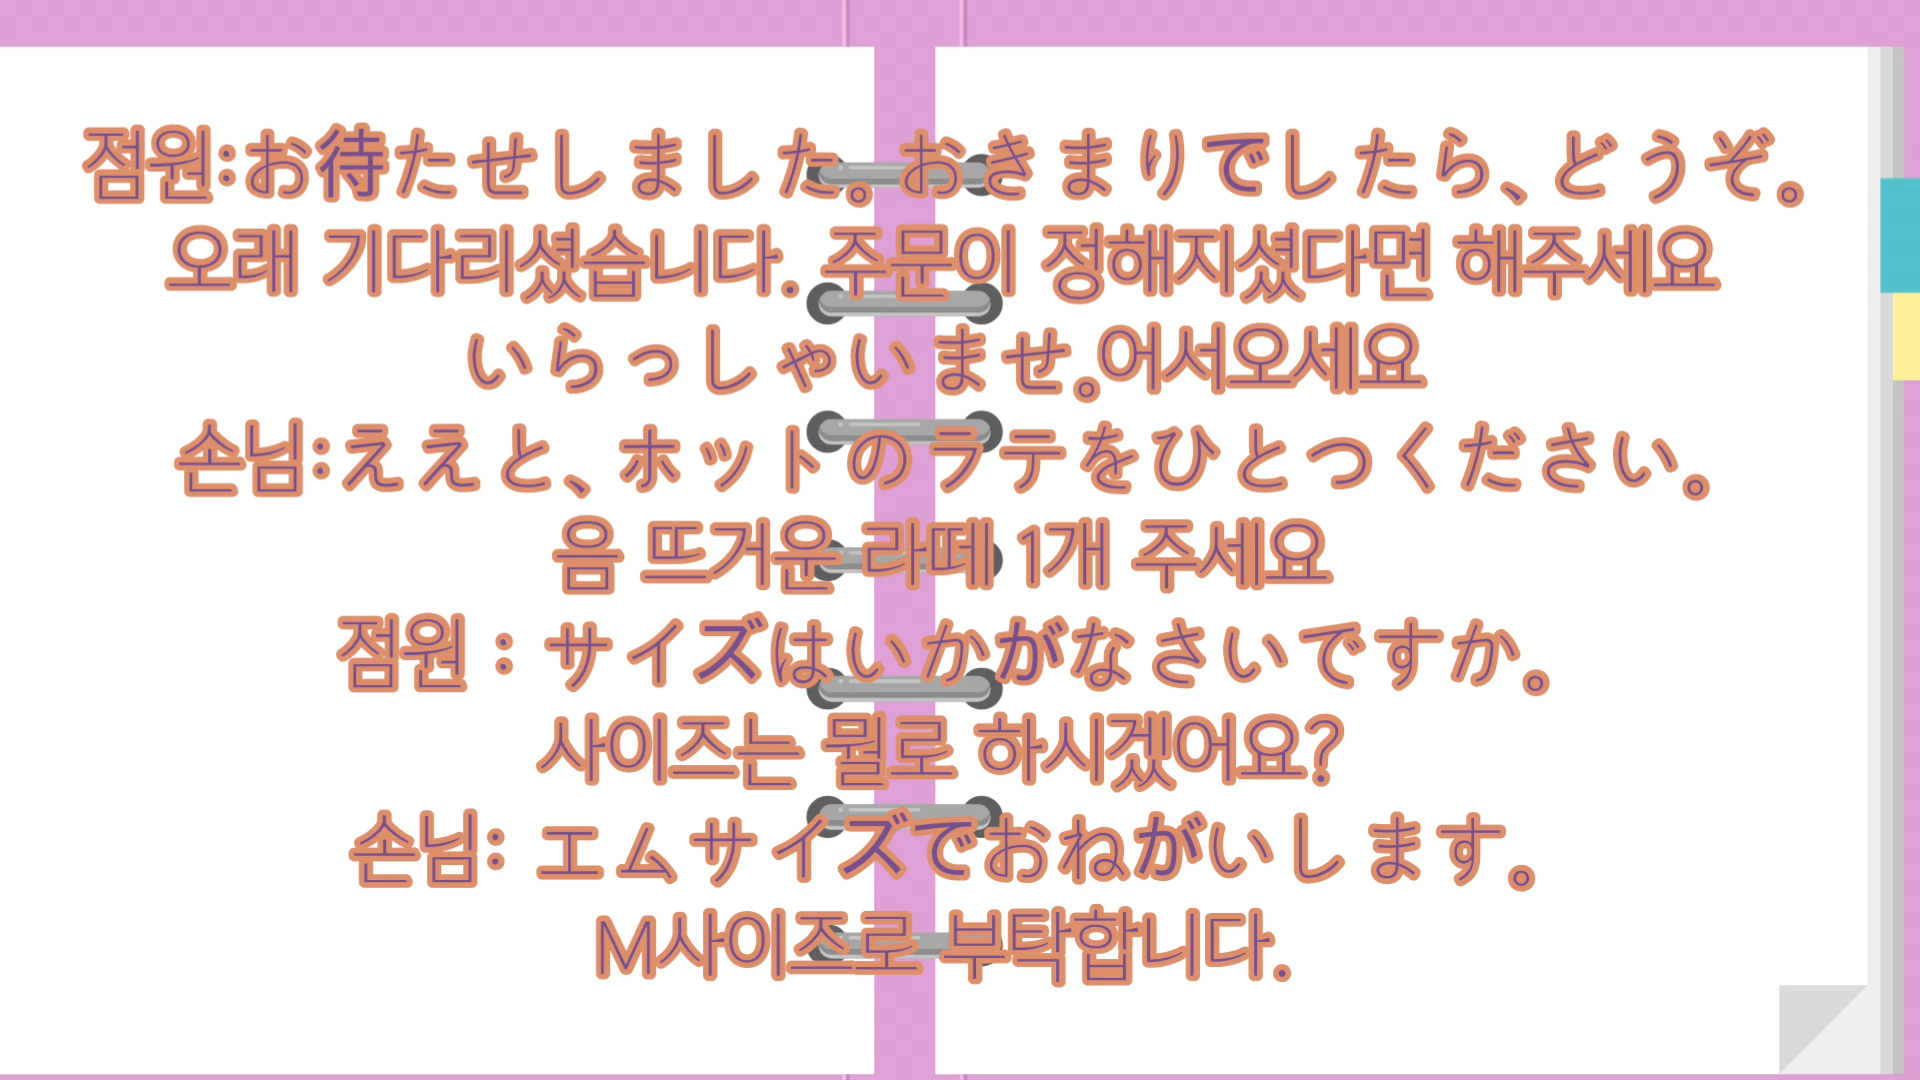 점원:お待たせしました。おきまりでしたら、どうぞ。
오래 기다리셨습니다. 주문이 정해지셨다면 해주세요
いらっしゃいませ。어서오세요
손님:ええと、ホットのラテをひとつください。
음 뜨거운 라떼 1개 주세요
점원 : サイズはいかがなさいですか。
사이즈는 뭘로 하시겠어요?
손님: エムサイズでおねがいします。
M사이즈로 부탁합니다.